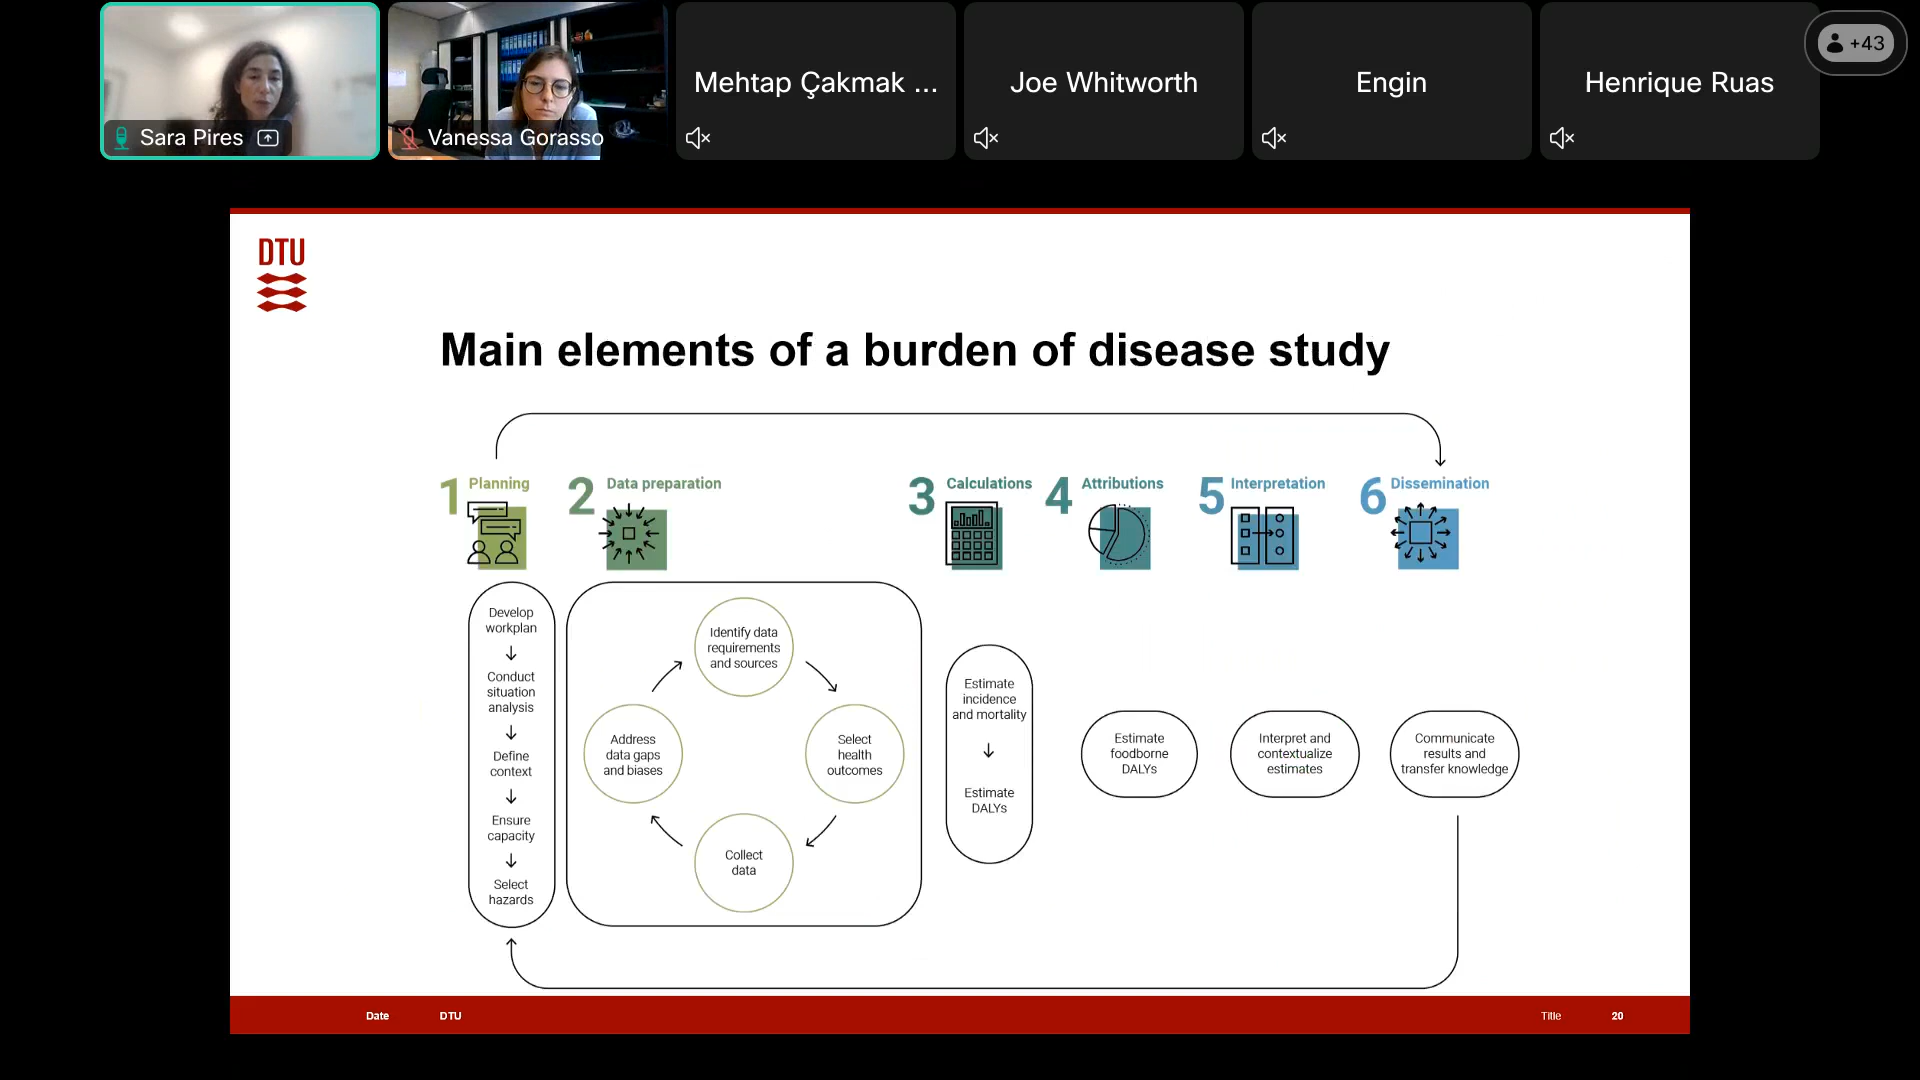 Sara Pires
Vanessa Gorasso
Mehtap Çakmak ...
Joe Whitworth
Engin
Henrique Ruas
+43
DTU
Main elements of a burden of disease study
1 Planning
2 Data preparation
3 Calculations
4 Attributions
5 Interpretation
6 Dissemination
Develop
workplan
Conduct
situation
analysis
Define
context
Ensure
capacity
Select
hazards
Identify data
requirements
and sources
Select
health
outcomes
Collect
data
Address
data gaps
and biases
Estimate
incidence
and mortality
Estimate
DALYs
Estimate
foodborne
DALYs
Interpret and
contextualize
estimates
Communicate
results and
transfer knowledge
Date DTU Title 20